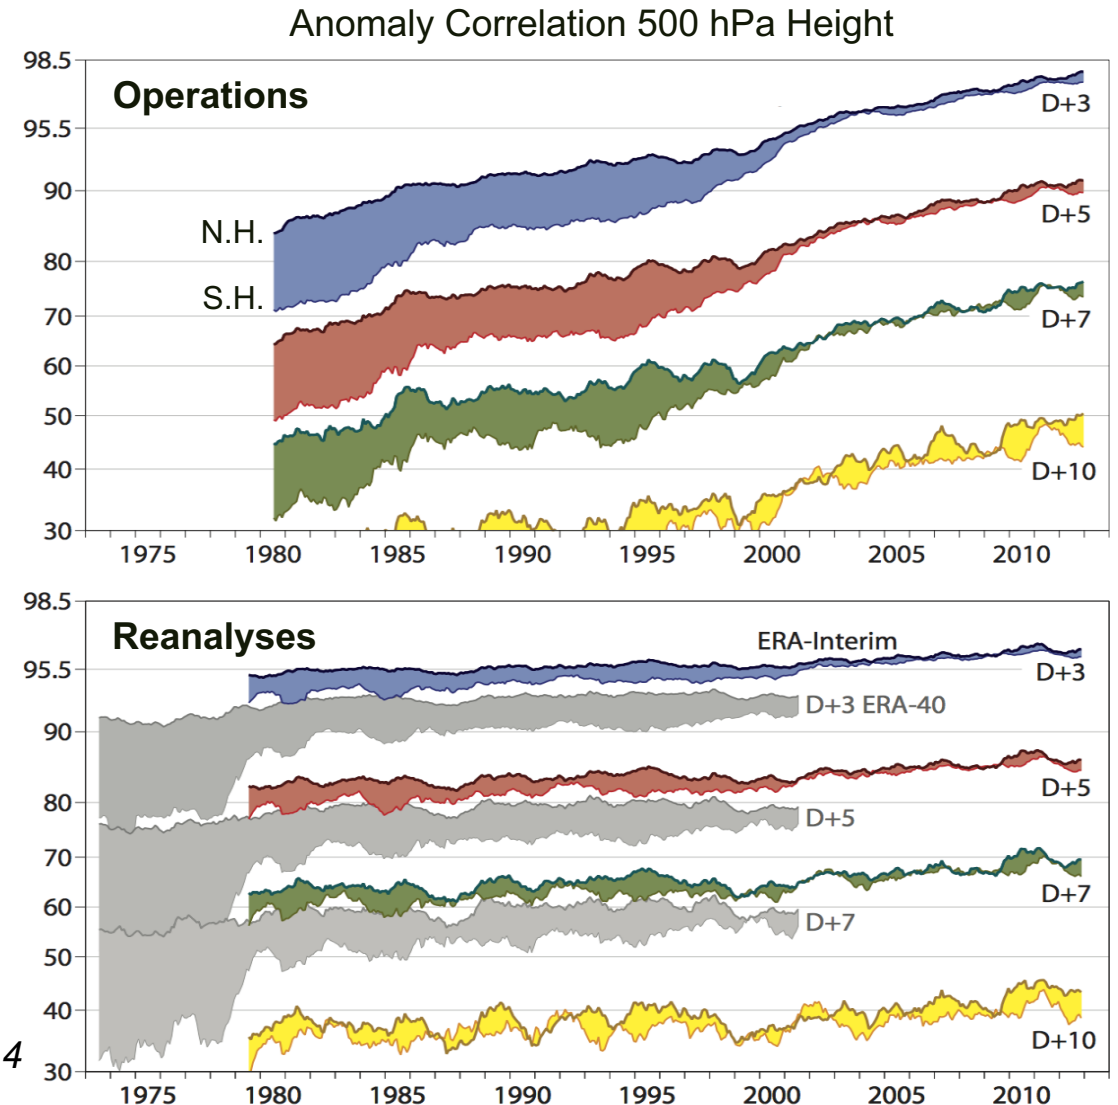 Anomaly Correlation 500 hPa Height
98.5
Operations
D+3
95.5
90
D+5
N.H.
80
S.H.
70
D+7
60
50
40
D+10
30
1975 1980 1985 1990 1995 2000 2005 2010
98.5
Reanalyses
ERA-Interim
95.5
D+3
D+3 ERA-40
90
D+5
80
D+5
70
D+7
60
D+7
50
40
D+10
4
30
1975 1980 1985 1990 1995 2000 2005 2010